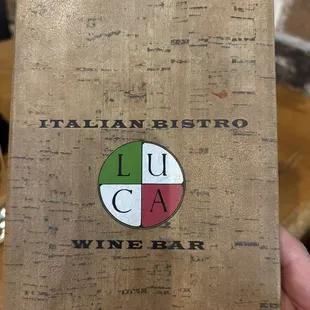 ITALIAN BISTRO
LU
CA
WINE BAR